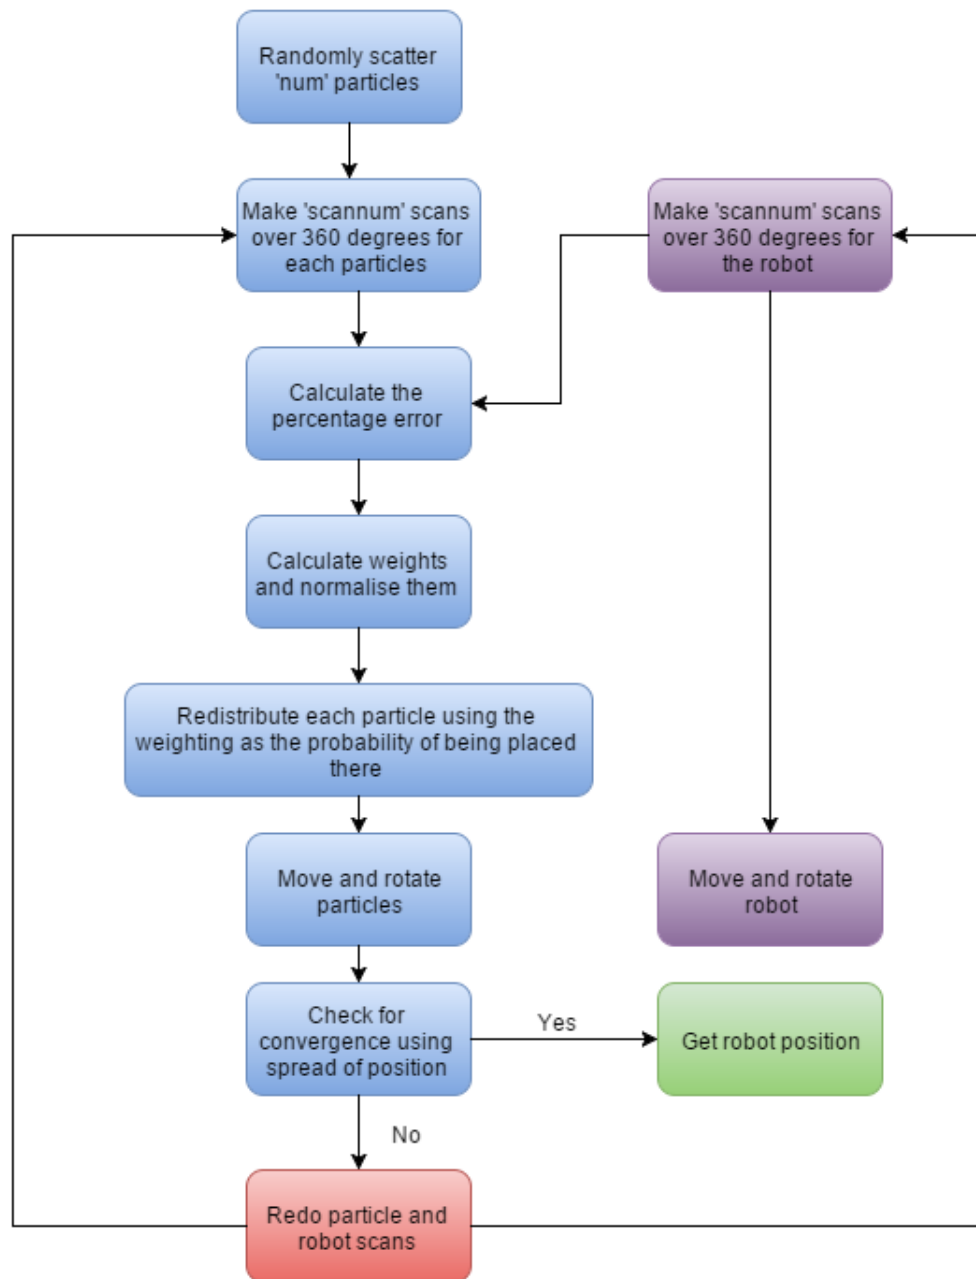 Randomly scatter
'num' particles
Make 'scannum' scans
over 360 degrees for
each particles
Make 'scannum' scans
over 360 degrees for
the robot
Calculate the
percentage error
Calculate weights
and normalise them
Redistribute each particle using the
weighting as the probability of being placed
there
Move and rotate
particles
Move and rotate
robot
Check for
convergence using
spread of position
Yes
Get robot position
No
Redo particle and
robot scans